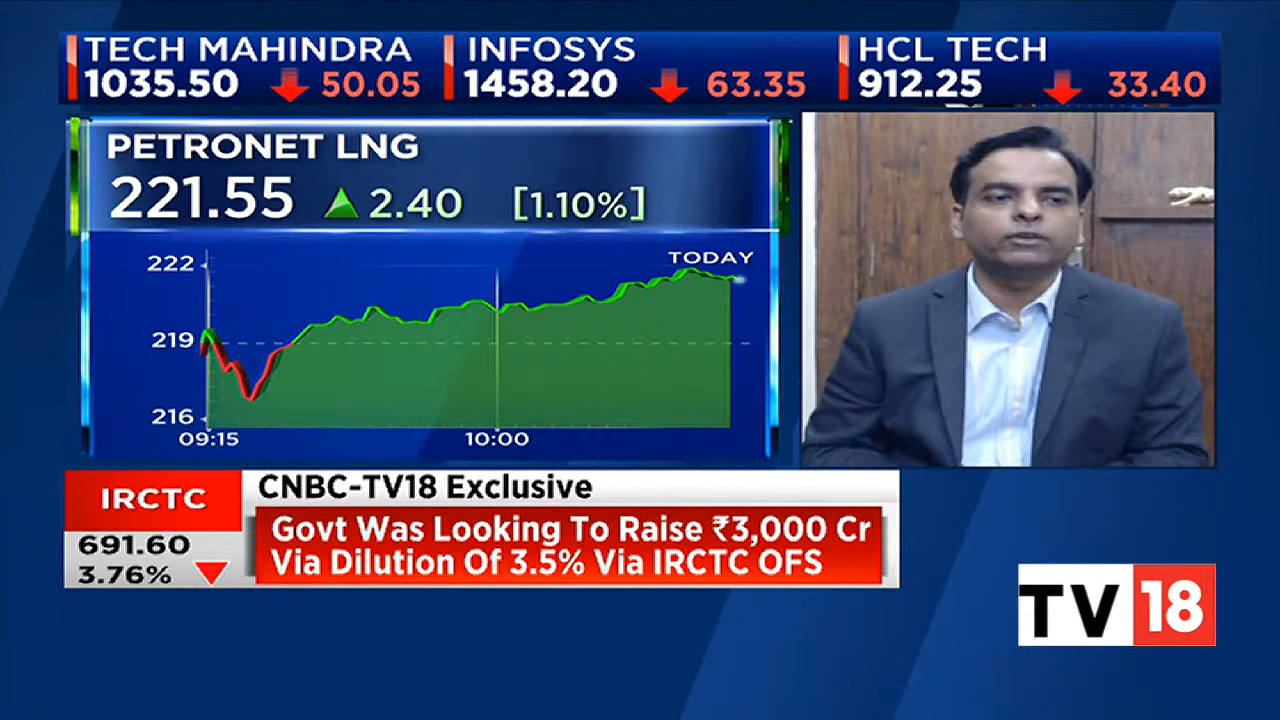 TECH MAHINDRA
1035.50 50.05
INFOSYS
1458.20 63.35
HCL TECH
912.25 33.40
PETRONET LNG
221.55 2.40 [1.10%]
TODAY
222
219
216
09:15 10:00
IRCTC
691.60
3.76%
CNBC-TV18 Exclusive
Govt Was Looking To Raise ₹3,000 Cr
Via Dilution Of 3.5% Via IRCTC OFS
TV18